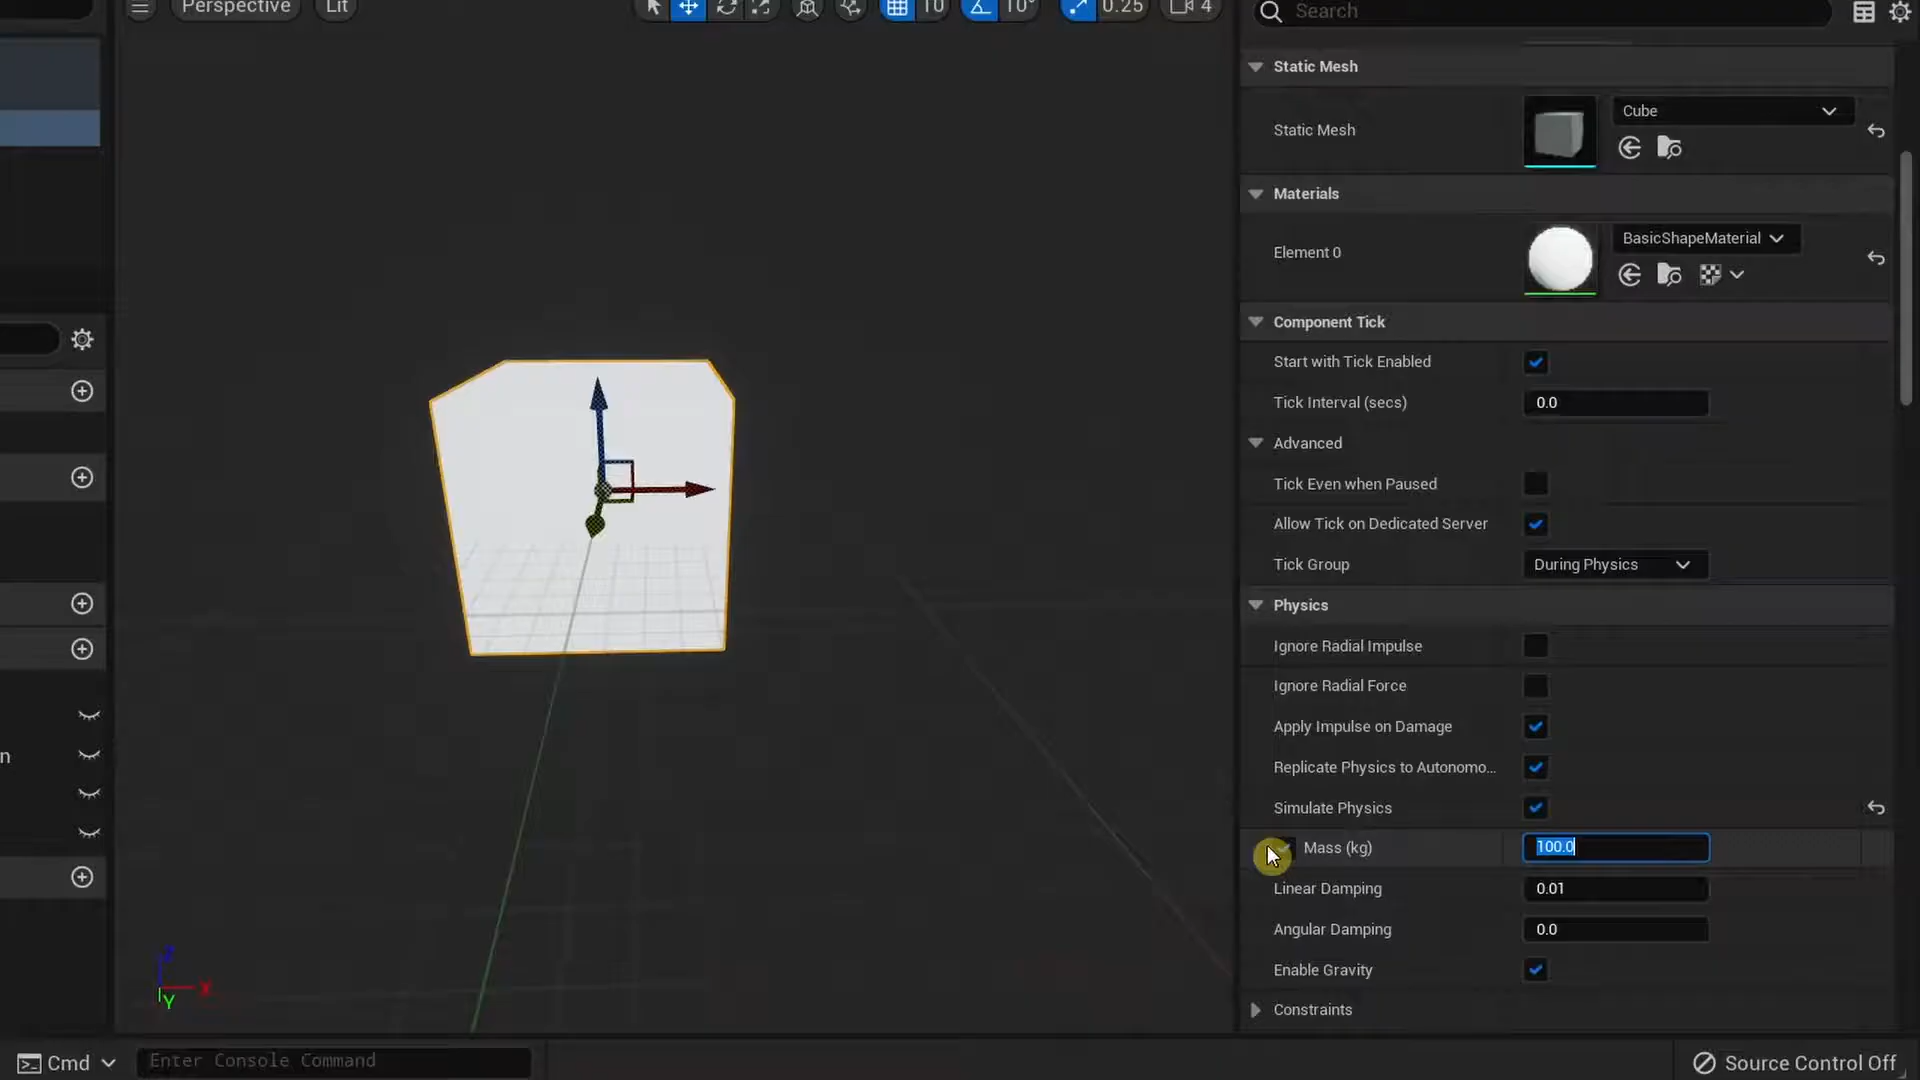 Perspective
Lit
10
10°
0.25
4
Search
Static Mesh
Static Mesh
Cube
Materials
Element 0
BasicShapeMaterial
Component Tick
Start with Tick Enabled
Tick Interval (secs)
0.0
Advanced
Tick Even when Paused
Allow Tick on Dedicated Server
Tick Group
During Physics
Physics
Ignore Radial Impulse
Ignore Radial Force
Apply Impulse on Damage
Replicate Physics to Autonomo...
Simulate Physics
n
Mass (kg)
100.0
Linear Damping
0.01
Angular Damping
0.0
Enable Gravity
Constraints
Z
X
Y
Cmd
Enter Console Command
Source Control Off